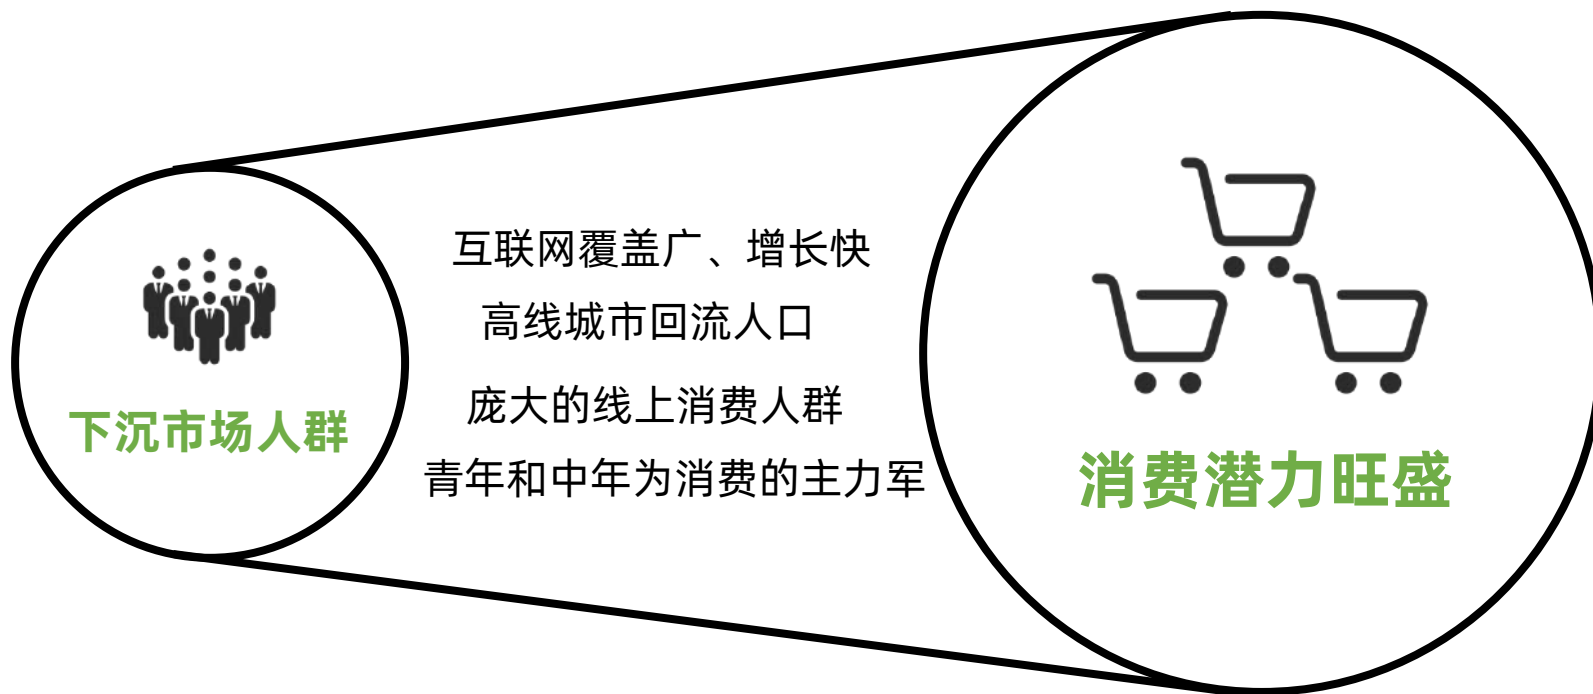 下沉市场人群
互联网覆盖广、增长快
高线城市回流人口
庞大的线上消费人群
青年和中年为消费的主力军
消费潜力旺盛